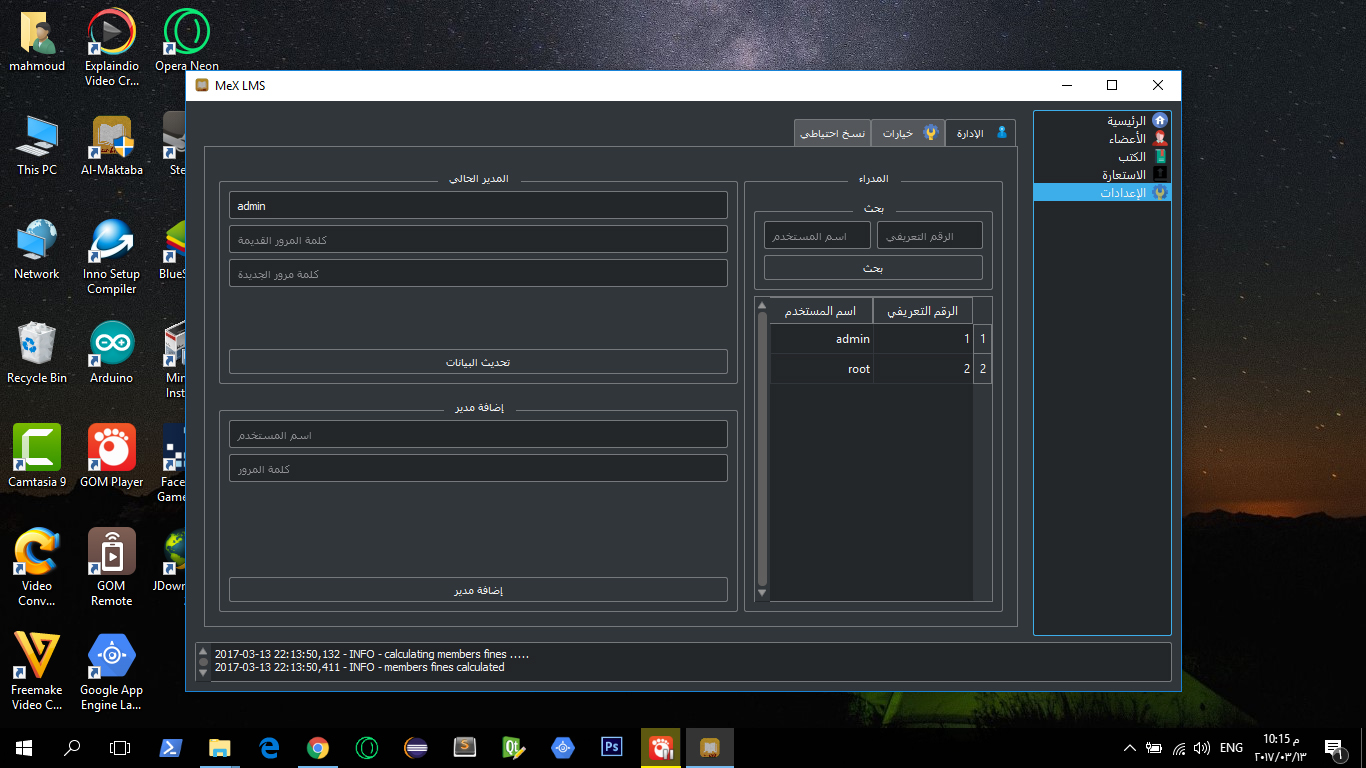 mahmoud
Explaindio
Video Cr...
Opera Neon
This PC
Al-Maktaba
Ste
Network
Inno Setup
Compiler
BlueS
Recycle Bin
Arduino
Min
Inst
Camtasia 9
GOM Player
Face
Game
Video
Conv...
GOM
Remote
JDown
Freemake
Video C...
Google App
Engine La...
MeX LMS
الرئيسية
الأعضاء
الكتب
الاستعارة
الإعدادات
الإدارة
خيارات
نسخ احتياطي
المدراء
بحث
الرقم التعريفي
اسم المستخدم
بحث
الرقم التعريفي
اسم المستخدم
1 1 admin
2 2 root
المدير الحالي
admin
كلمة المرور القديمة
كلمة مرور الجديدة
تحديث البيانات
إضافة مدير
اسم المستخدم
كلمة المرور
إضافة مدير
2017-03-13 22:13:50,132 - INFO - calculating members fines .....
2017-03-13 22:13:50,411 - INFO - members fines calculated
Qt
Ps
ENG
10:15 م
٢٠١٧/٠٣/١٣
1